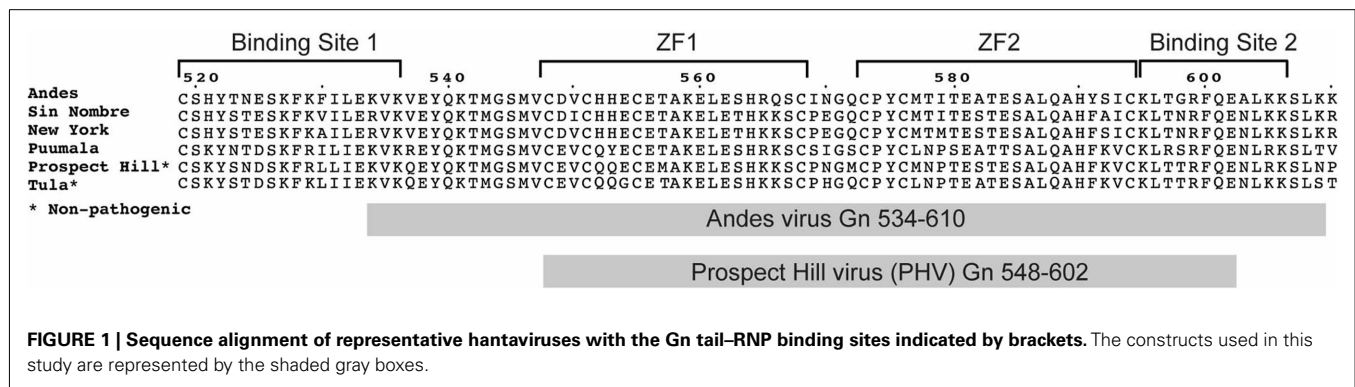 Binding Site 1 ZF1 ZF2 Binding Site 2
520 540 560 580 600
Andes CSHYTNESKFKFILEKVKVEYQKTMGSMVCDVCHHECETAKELESHRQSCINGQCPYCMTITEATESALQAHYSICKLTGRFQEALKKSLKK
Sin Nombre CSHYSTESKFKVILERVKVEYQKTMGSMVCDICHHECETAKELETHKKSCPEGQCPYCMTITESTESALQAHFAICKLTNRFQENLKKSLKR
New York CSHYSTESKFKAILERVKVEYQKTMGSMVCDVCHHECETAKELETHKKSCPEGQCPYCMTMTESTESALQAHFSICKLTNRFQENLKKSLKR
Puumala CSKYNTDSKFRILIEKVKREYQKTMGSMVCEVCQYECETAKELESHRKSCSIGSCPYCLNPSEATTSALQAHFKVCKLRSRFQENLRKSLTV
Prospect Hill* CSKYSNDSKFRLLIEKVKQEYQKTMGSMVCEVCQQECEMAKELESHKKSCPNGMCPYCMNPTESTESALQAHFKVCKLTTRFQENLRKSLNP
Tula* CSKYSTDSKFKLIIEKVKQEYQKTMGSMVCEVCQQGCETAKELESHKKSCPHGQCPYCLNPTEATESALQAHFKVCKLTTRFQENLKKSLST
* Non-pathogenic
Andes virus Gn 534-610
Prospect Hill virus (PHV) Gn 548-602
FIGURE 1 | Sequence alignment of representative hantaviruses with the Gn tail–RNP binding sites indicated by brackets. The constructs used in this
study are represented by the shaded gray boxes.